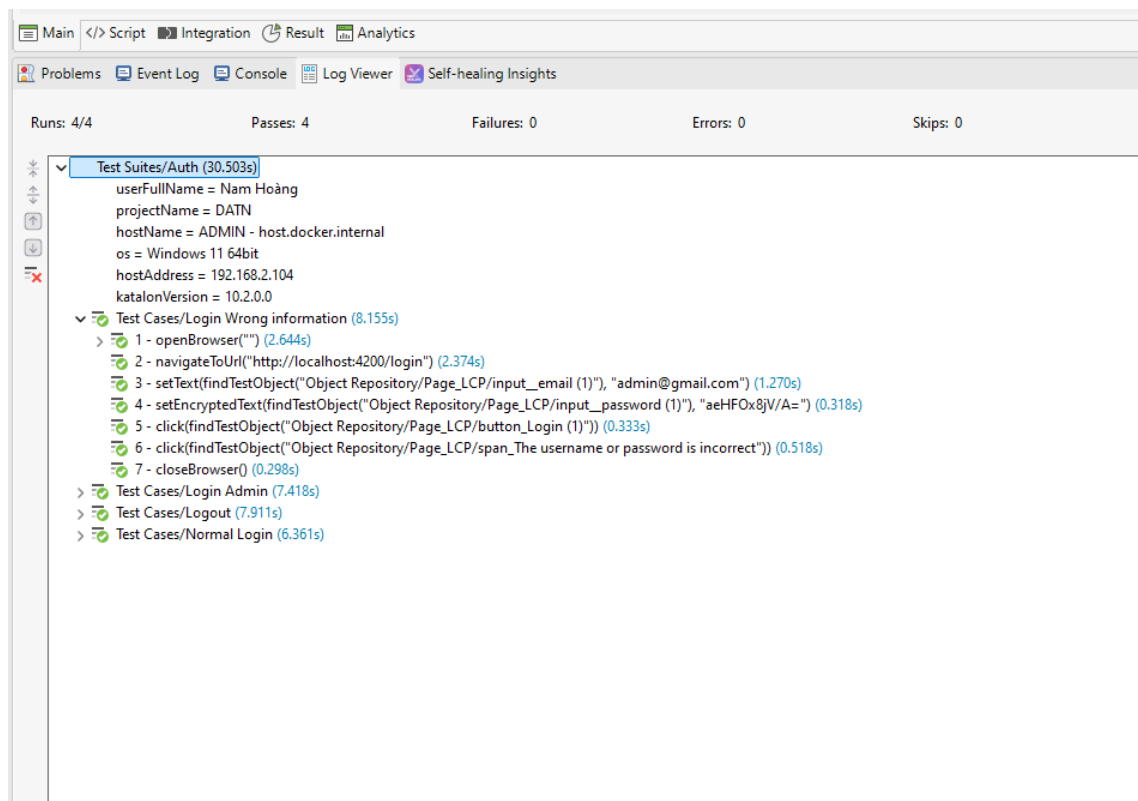 Main </> Script Integration Result Analytics
Problems Event Log Console Log Viewer Self-healing Insights
Runs: 4/4 Passes: 4 Failures: 0 Errors: 0 Skips: 0
Test Suites/Auth (30.503s)
userFullName = Nam Hoàng
projectName = DATN
hostName = ADMIN - host.docker.internal
os = Windows 11 64bit
hostAddress = 192.168.2.104
katalonVersion = 10.2.0.0
Test Cases/Login Wrong information (8.155s)
1 - openBrowser("") (2.644s)
2 - navigateToUrl("http://localhost:4200/login") (2.374s)
3 - setText(findTestObject("Object Repository/Page_LCP/input__email (1)"), "admin@gmail.com") (1.270s)
4 - setEncryptedText(findTestObject("Object Repository/Page_LCP/input__password (1)"), "aeHFOx8jV/A=") (0.318s)
5 - click(findTestObject("Object Repository/Page_LCP/button_Login (1)")) (0.333s)
6 - click(findTestObject("Object Repository/Page_LCP/span_The username or password is incorrect")) (0.518s)
7 - closeBrowser() (0.298s)
Test Cases/Login Admin (7.418s)
Test Cases/Logout (7.911s)
Test Cases/Normal Login (6.361s)